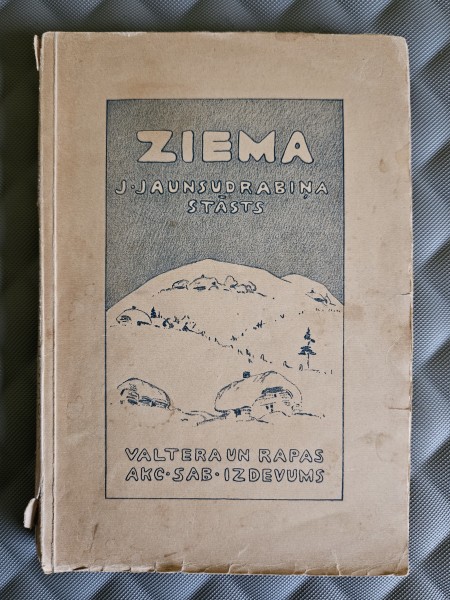 ZIEMA
J·JAUNSUDRABIŅA
STĀSTS
VALTERA UN RAPAS
AKC·SAB·IZDEVUMS